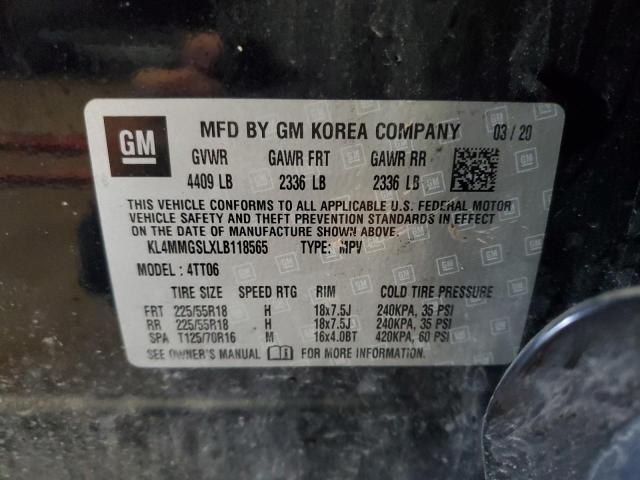 GM
MFD BY GM KOREA COMPANY 03/20
GVWR GAWR FRT GAWR RR
4409 LB 2336 LB 2336 LB
THIS VEHICLE CONFORMS TO ALL APPLICABLE U.S. FEDERAL MOTOR
VEHICLE SAFETY AND THEFT PREVENTION STANDARDS IN EFFECT
ON THE DATE OF MANUFACTURE SHOWN ABOVE.
KL4MMGSLXLB118565 TYPE: MPV
MODEL: 4TT06
TIRE SIZE SPEED RTG RIM COLD TIRE PRESSURE
FRT 225/55R18 H 18x7.5J 240KPA, 35 PSI
RR 225/55R18 H 18x7.5J 240KPA, 35 PSI
SPA T125/70R16 M 16x4.0BT 420KPA, 60 PSI
SEE OWNER'S MANUAL FOR MORE INFORMATION.